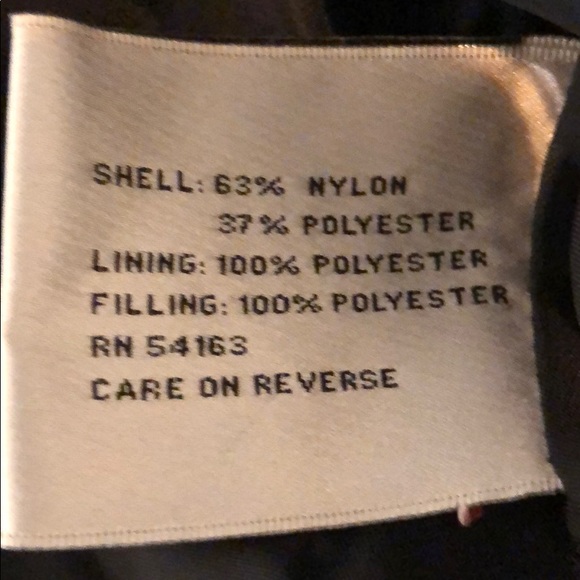 SHELL: 63% NYLON
37% POLYESTER
LINING: 100% POLYESTER
FILLING: 100% POLYESTER
RN 54163
CARE ON REVERSE